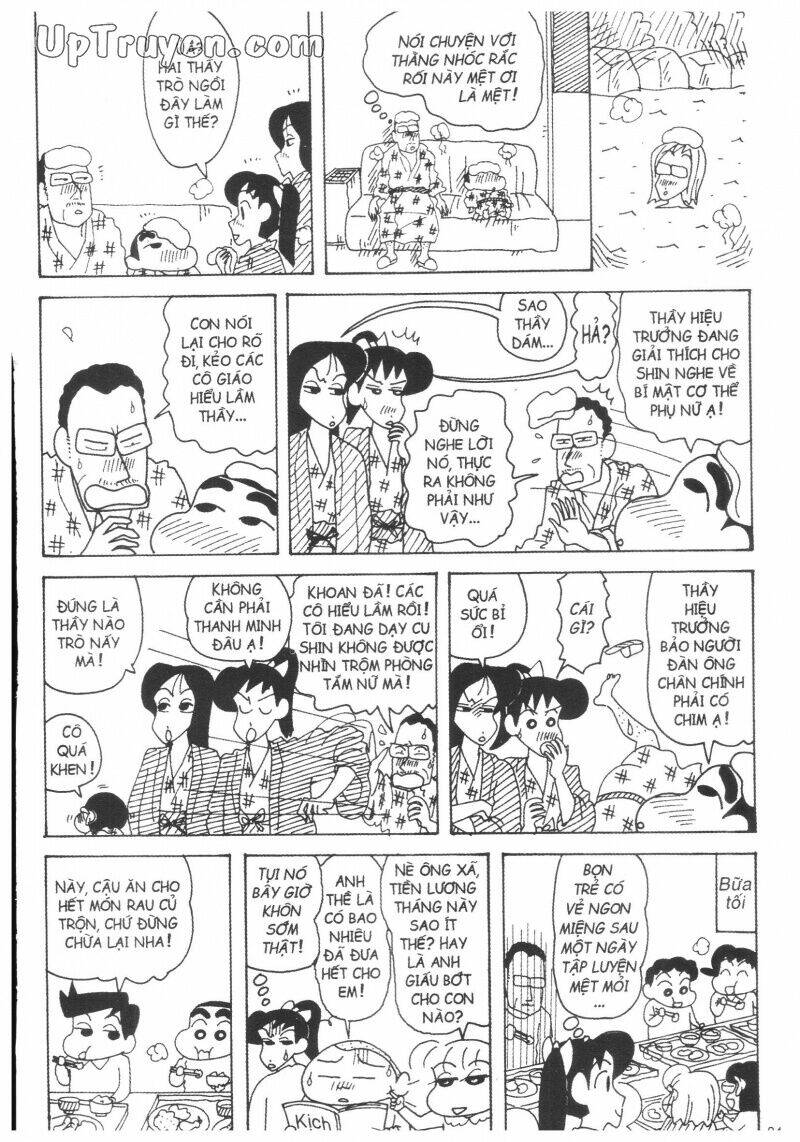 UpTruyen.com
NÓI CHUYỆN VỚI
THẰNG NHÓC RẮC
RỐI NÀY MỆT ƠI
LÀ MỆT!
HAI THẦY
TRÒ NGỒI
ĐÂY LÀM
GÌ THẾ?
THẦY HIỆU
TRƯỞNG ĐANG
GIẢI THÍCH CHO
SHIN NGHE VỀ
BÍ MẬT CƠ THỂ
PHỤ NỮ Ạ!
HẢ?
SAO
THẦY
DÁM...
ĐỪNG
NGHE LỜI
NÓ, THỰC
RA KHÔNG
PHẢI NHƯ
VẬY...
CON NÓI
LẠI CHO RÕ
ĐI, KẺO CÁC
CÔ GIÁO
HIỂU LẦM
THẦY...
THẦY
HIỆU
TRƯỞNG
BẢO NGƯỜI
ĐÀN ÔNG
CHÂN CHÍNH
PHẢI CÓ
CHIM Ạ!
CÁI
GÌ?
QUÁ
SỨC BỈ
ỔI!
KHOAN ĐÃ! CÁC
CÔ HIỂU LẦM RỒI!
TÔI ĐANG DẠY CU
SHIN KHÔNG ĐƯỢC
NHÌN TRỘM PHÒNG
TẮM NỮ MÀ!
KHÔNG
CẦN PHẢI
THANH MINH
ĐÂU Ạ!
ĐÚNG LÀ
THẦY NÀO
TRÒ NẤY
MÀ!
CÔ
QUÁ
KHEN!
Bữa
tối
BỌN
TRẺ CÓ
VẺ NGON
MIỆNG SAU
MỘT NGÀY
TẬP LUYỆN
MỆT MỎI
...
NÈ ÔNG XÃ,
TIỀN LƯƠNG
THÁNG NÀY
SAO ÍT
THẾ? HAY
LÀ ANH
GIẤU BỚT
CHO CON
NÀO?
ANH
THỀ LÀ
CÓ BAO
NHIÊU
ĐÃ ĐƯA
HẾT CHO
EM!
TỤI NÓ
BÂY GIỜ
KHÔN
SỚM
THẬT!
Kịch
NÀY, CẬU ĂN CHO
HẾT MÓN RAU CỦ
TRỘN, CHỨ ĐỪNG
CHỪA LẠI NHA!